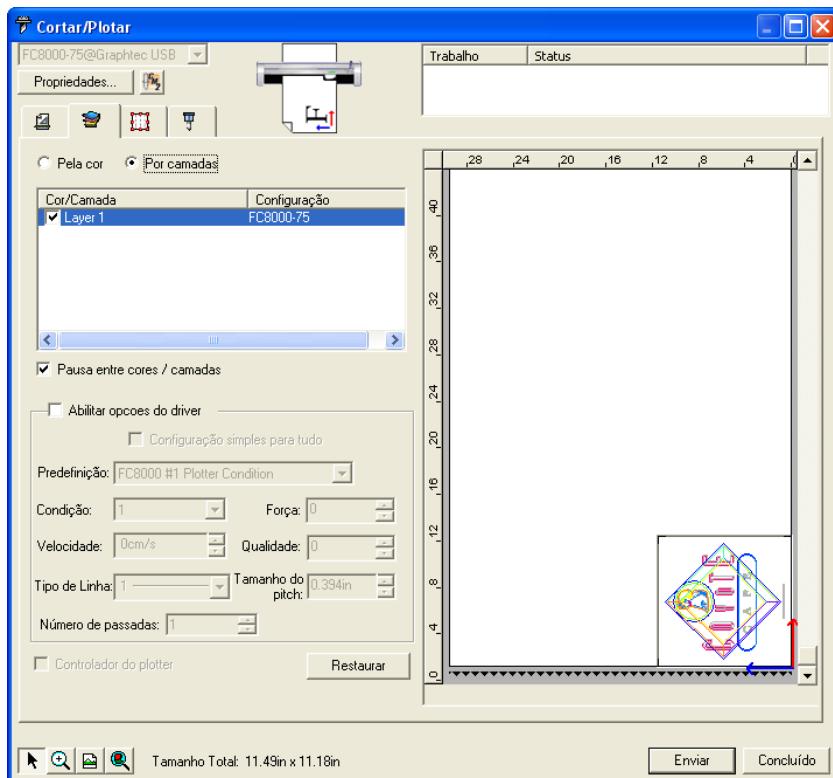 Cortar/Plotar
FC8000-75@Graphtec USB
Propriedades...
Trabalho Status
Pela cor Por camadas
Cor/Camada Configuração
Layer 1 FC8000-75
Pausa entre cores / camadas
Abilitar opcoes do driver
Configuração simples para tudo
Predefinição: FC8000 #1 Plotter Condition
Condição: 1 Força: 0
Velocidade: 0cm/s Qualidade: 0
Tipo de Linha: 1 Tamanho do pitch: 0.394in
Número de passadas: 1
Controlador do plotter Restaurar
28 24 20 16 12 8 4 0
40
36
32
28
24
20
16
12
8
4
0
Tamanho Total: 11.49in x 11.18in
Enviar Concluído